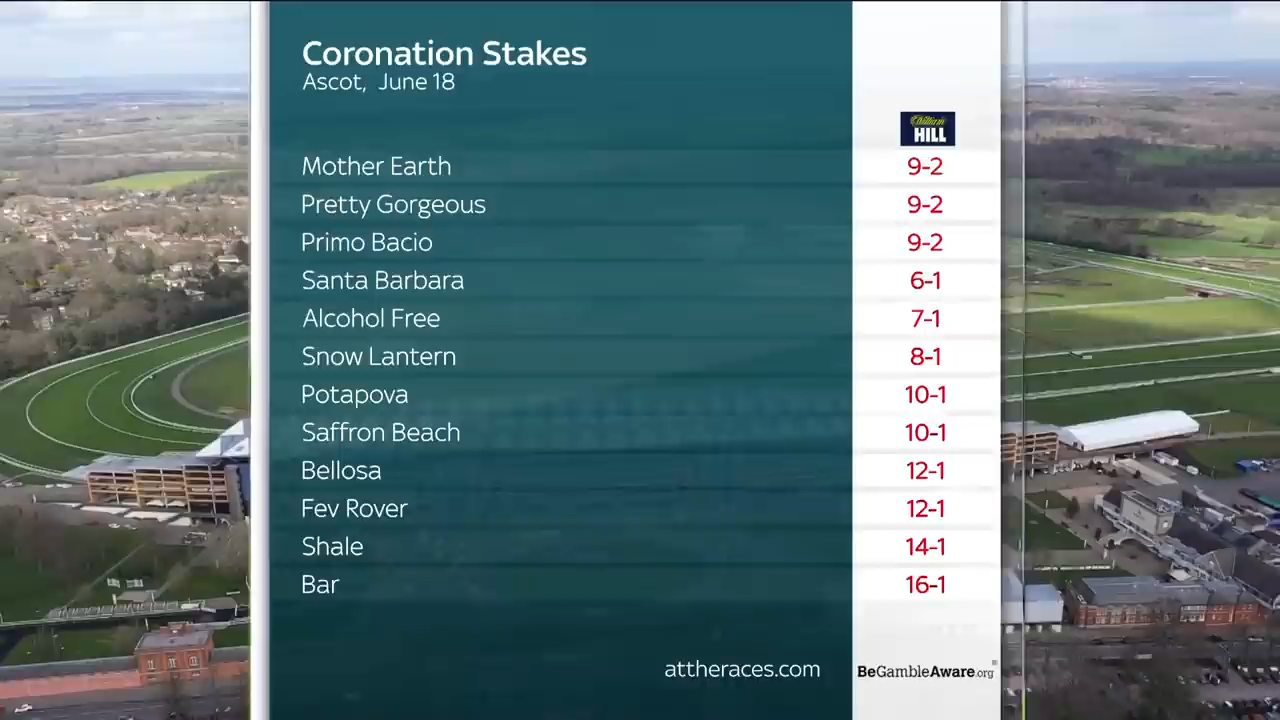 Coronation Stakes
Ascot, June 18
William
HILL
Mother Earth 9-2
Pretty Gorgeous 9-2
Primo Bacio 9-2
Santa Barbara 6-1
Alcohol Free 7-1
Snow Lantern 8-1
Potapova 10-1
Saffron Beach 10-1
Bellosa 12-1
Fev Rover 12-1
Shale 14-1
Bar 16-1
attheraces.com
BeGambleAware.org